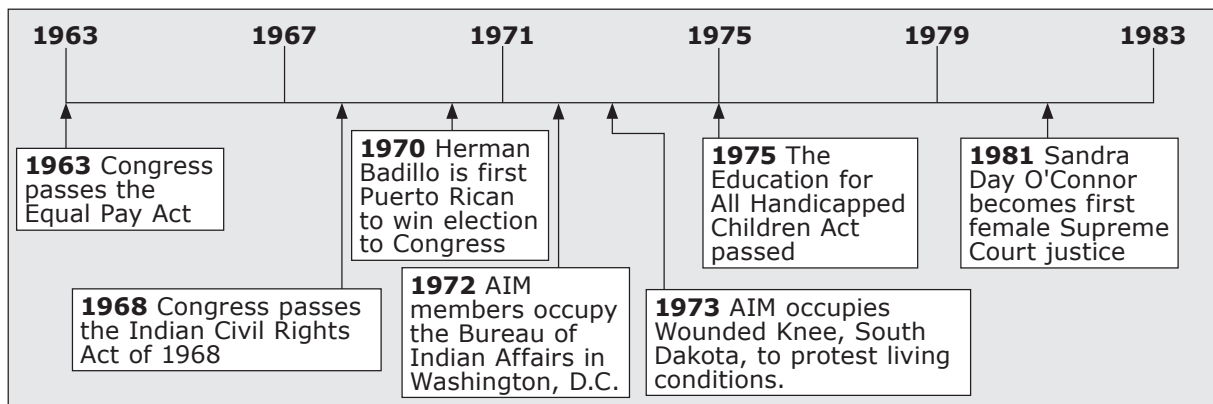 1963 1967 1971 1975 1979 1983
1963 Congress
passes the
Equal Pay Act
1968 Congress passes
the Indian Civil Rights
Act of 1968
1970 Herman
Badillo is first
Puerto Rican
to win election
to Congress
1972 AIM
members occupy
the Bureau of
Indian Affairs in
Washington, D.C.
1973 AIM occupies
Wounded Knee, South
Dakota, to protest living
conditions.
1975 The
Education for
All Handicapped
Children Act
passed
1981 Sandra
Day O'Connor
becomes first
female Supreme
Court justice